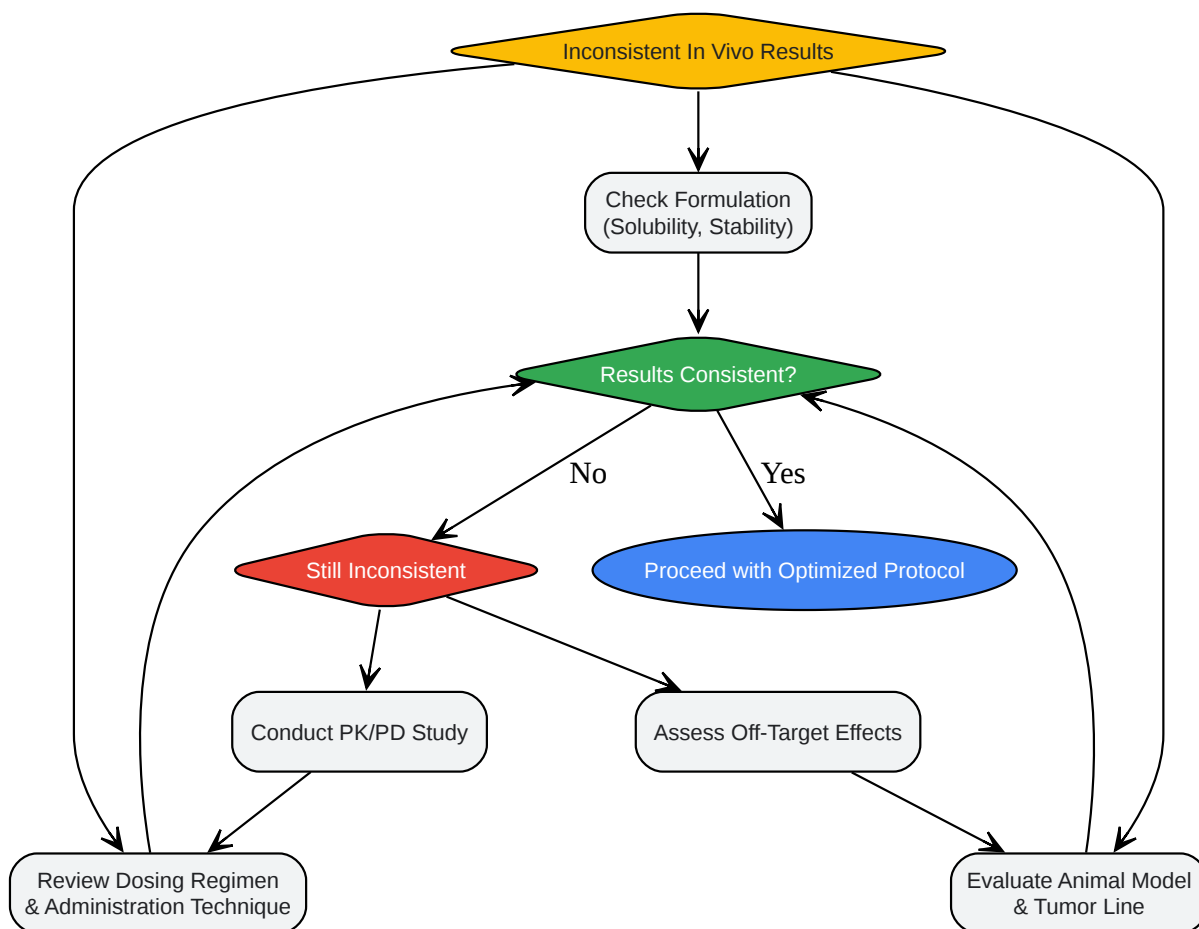 Inconsistent In Vivo Results
Check Formulation
(Solubility, Stability)
Results Consistent?
No
Yes
Still Inconsistent
Proceed with Optimized Protocol
Conduct PK/PD Study
Assess Off-Target Effects
Review Dosing Regimen
& Administration Technique
Evaluate Animal Model
& Tumor Line